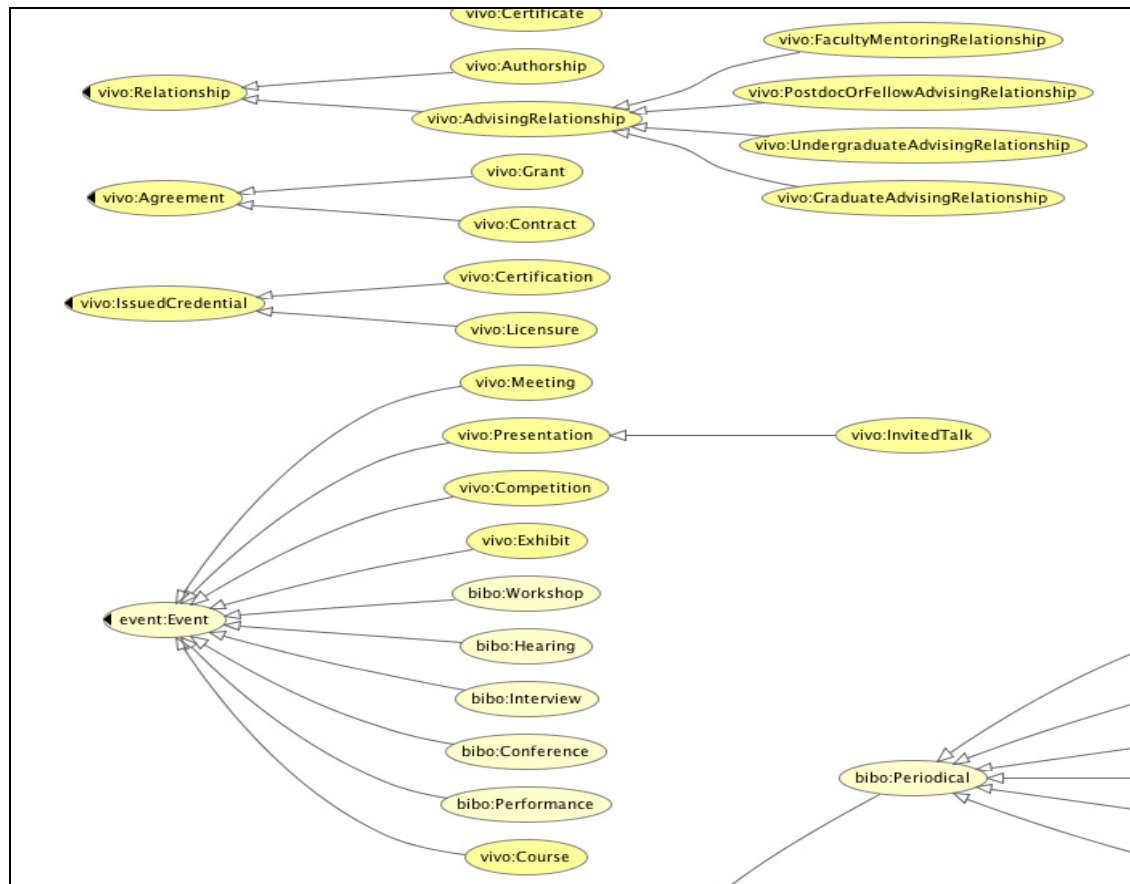 vivo:Certificate
vivo:FacultyMentoringRelationship
vivo:Authorship
vivo:Relationship
vivo:PostdocOrFellowAdvisingRelationship
vivo:AdvisingRelationship
vivo:UndergraduateAdvisingRelationship
vivo:Grant
vivo:Agreement
vivo:GraduateAdvisingRelationship
vivo:Contract
vivo:Certification
vivo:IssuedCredential
vivo:Licensure
vivo:Meeting
vivo:Presentation
vivo:InvitedTalk
vivo:Competition
vivo:Exhibit
bibo:Workshop
event:Event
bibo:Hearing
bibo:Interview
bibo:Conference
bibo:Periodical
bibo:Performance
vivo:Course